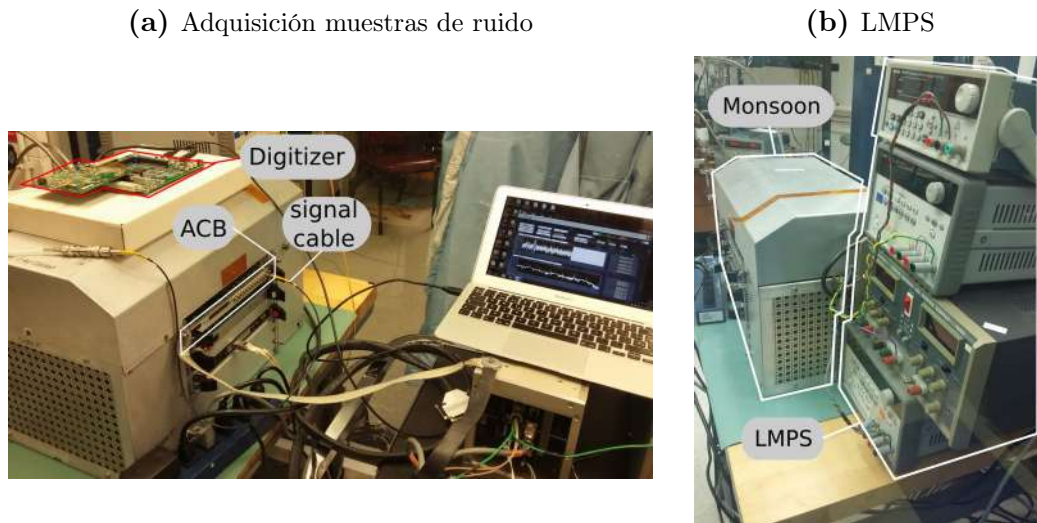 (a) Adquisición muestras de ruido
(b) LMPS
Monsoon
Digitizer
ACB
signal
cable
LMPS